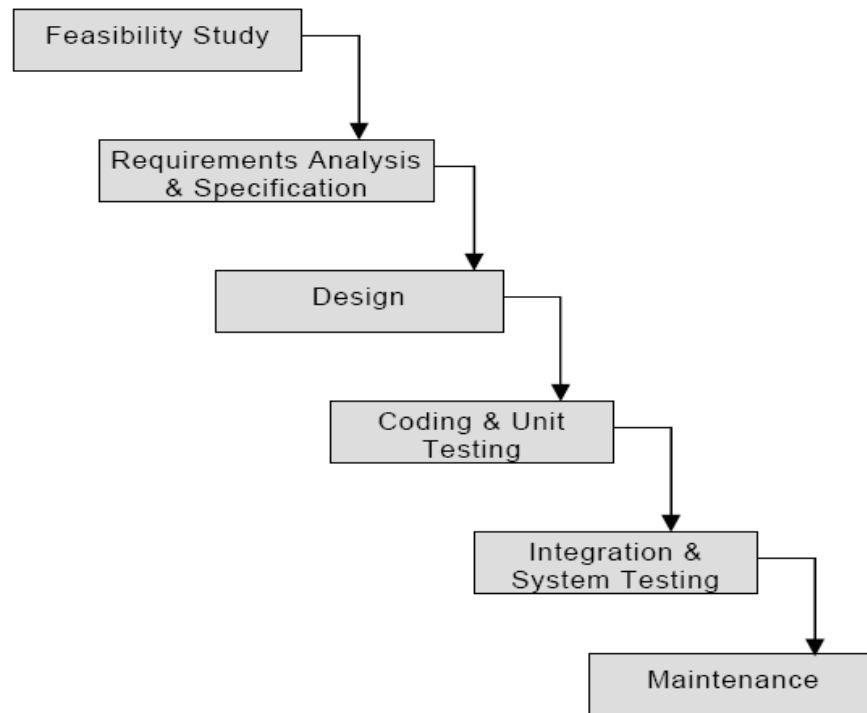 Feasibility Study
Requirements Analysis
& Specification
Design
Coding & Unit
Testing
Integration &
System Testing
Maintenance